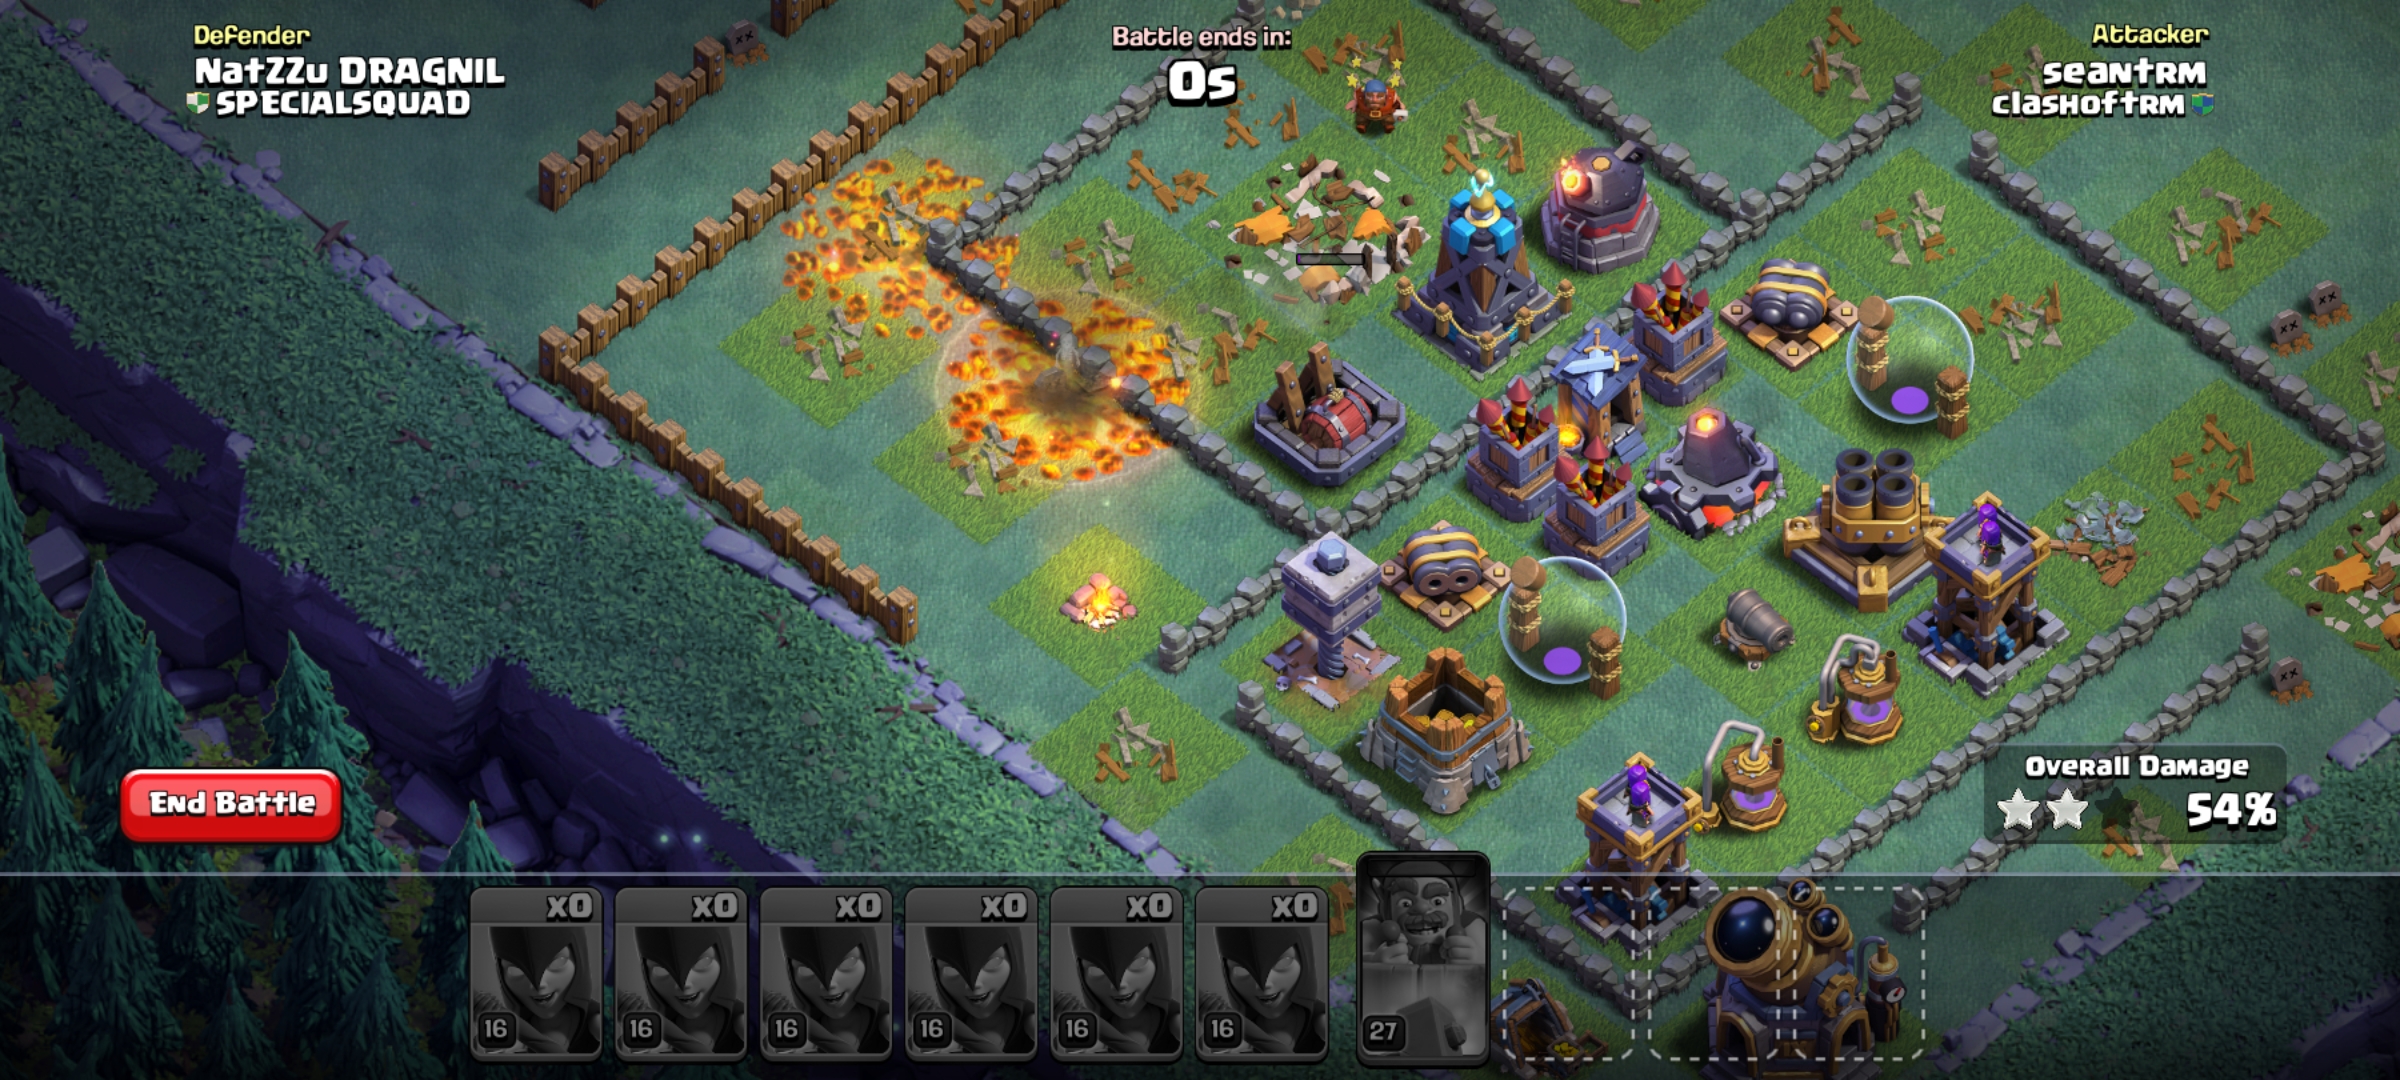 Defender
NatZZu DRAGNIL
SPECIALSQUAD
Battle ends in:
0s
Attacker
seantRM
clashoftRM
End Battle
Overall Damage
54%
x0 x0 x0 x0 x0 x0
16 16 16 16 16 16 27